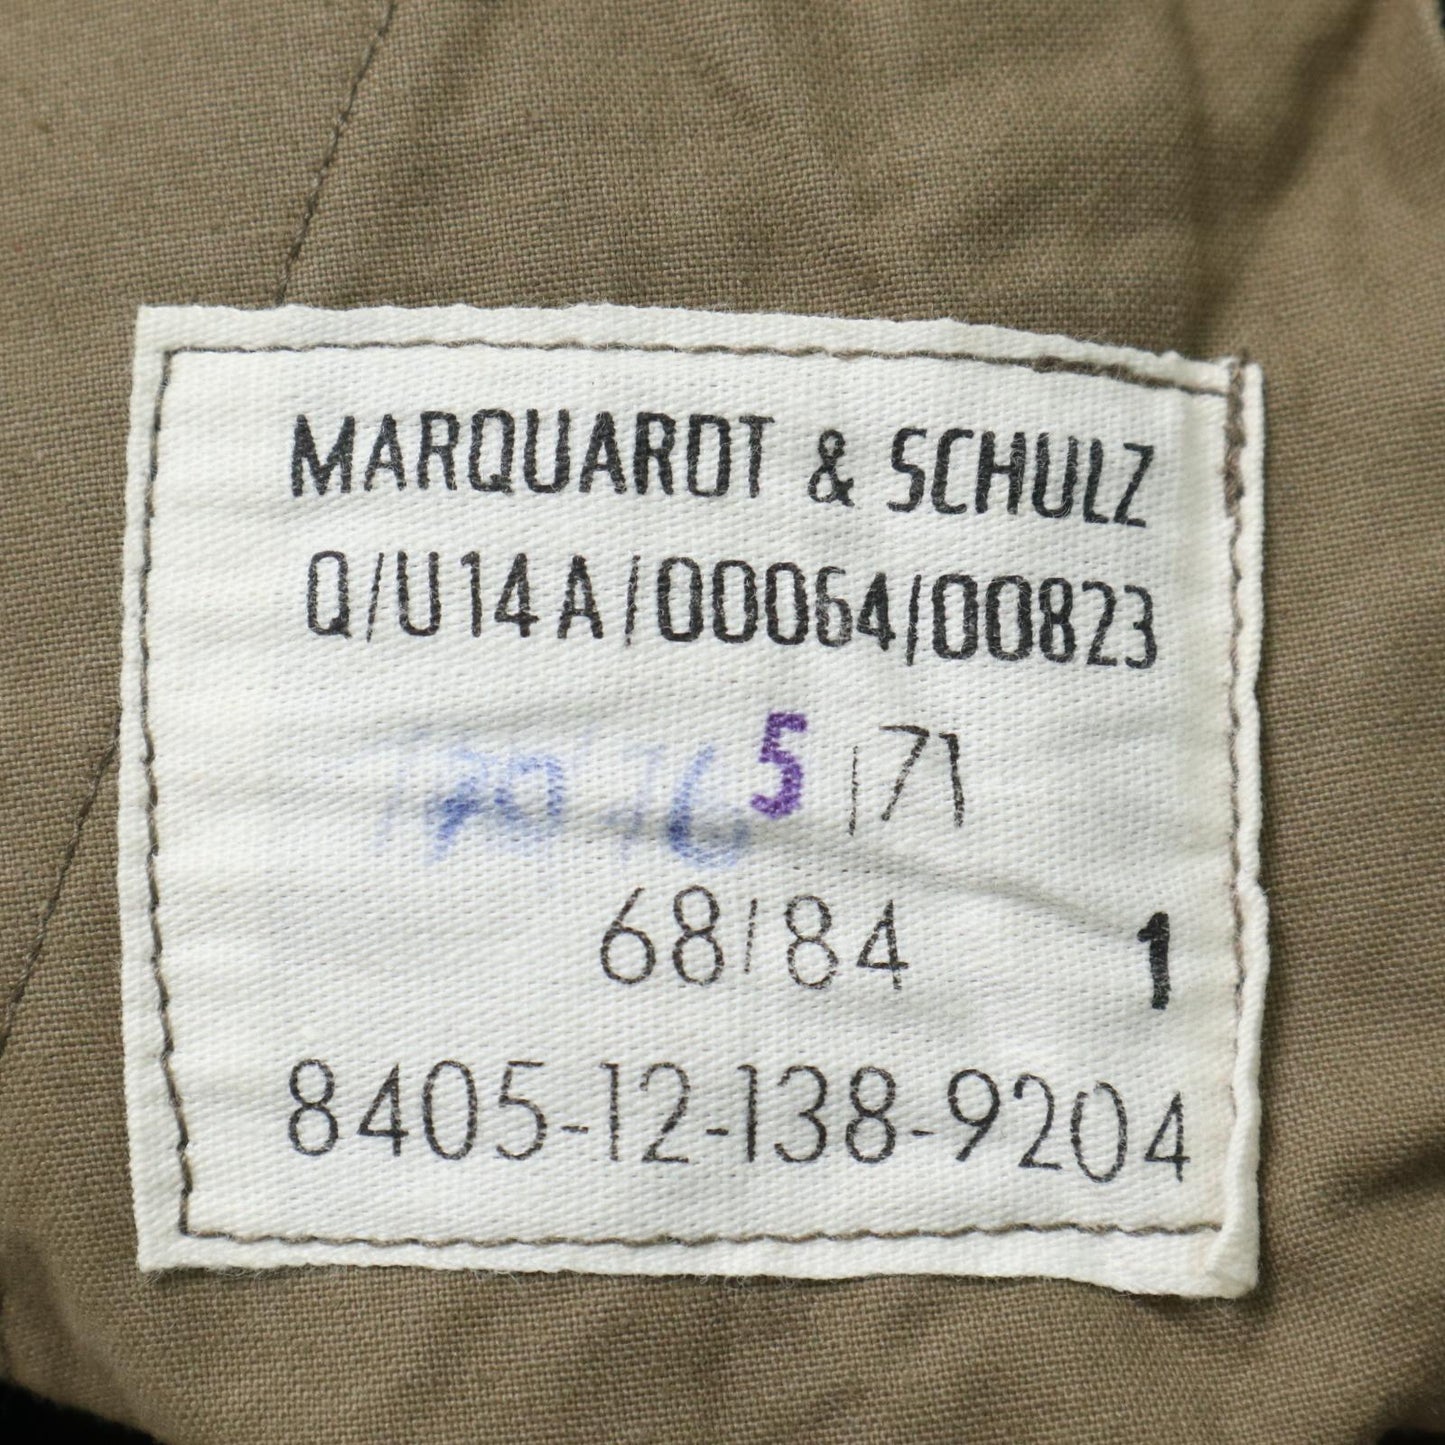 MARQUARDT & SCHULZ
Q/U14A/00064/00823
5/71
68/84 1
8405-12-138-9204